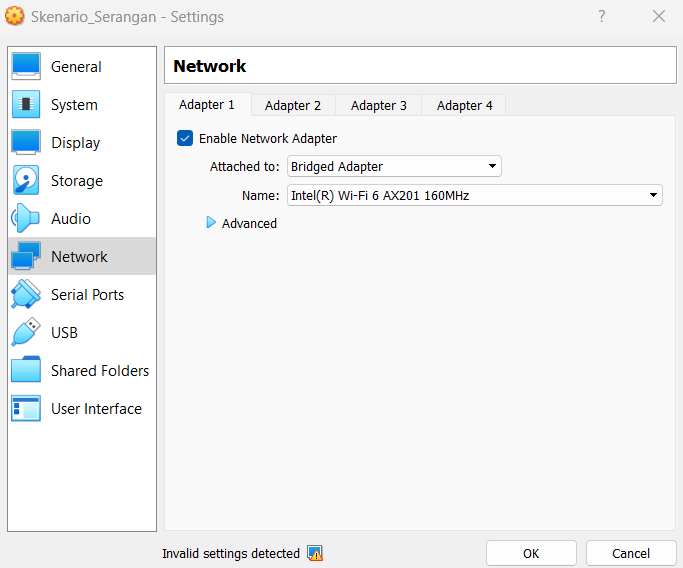 Skenario_Serangan - Settings
?
General
System
Display
Storage
Audio
Network
Serial Ports
USB
Shared Folders
User Interface
Network
Adapter 1 Adapter 2 Adapter 3 Adapter 4
Enable Network Adapter
Attached to: Bridged Adapter
Name: Intel(R) Wi-Fi 6 AX201 160MHz
Advanced
Invalid settings detected
OK Cancel